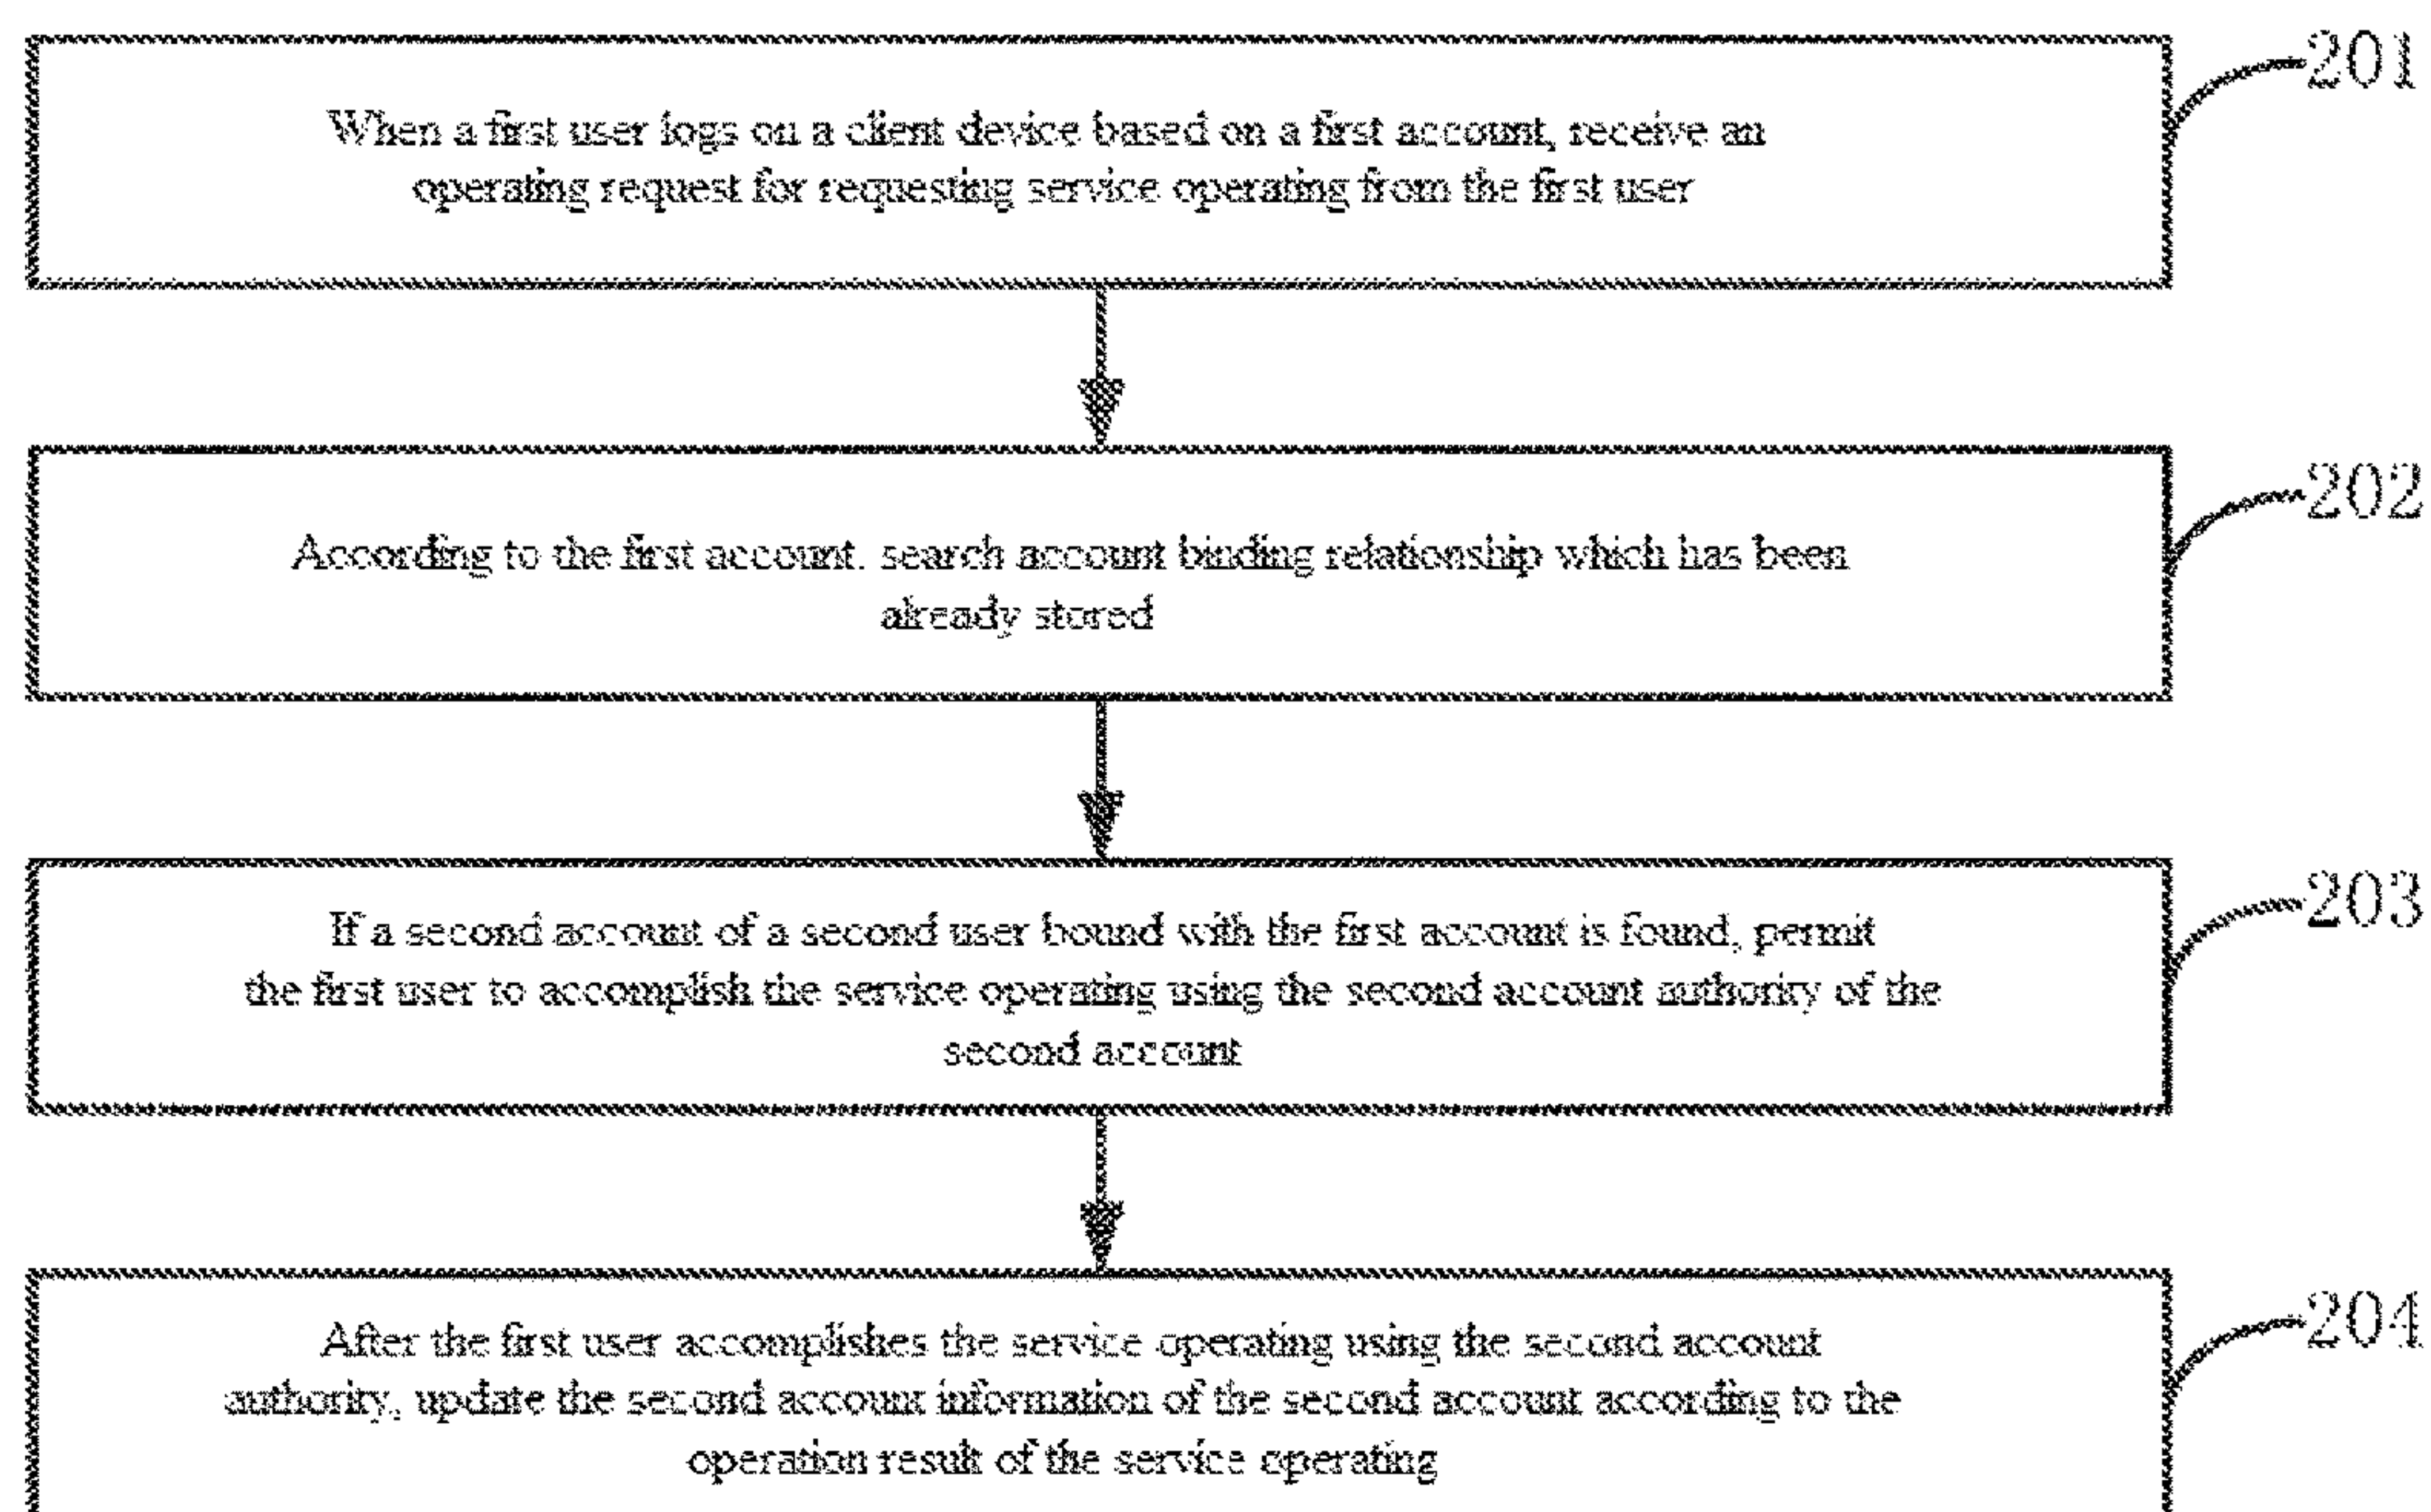 201
When a first user logs on a client device based on a first account, receive an
operating request for requesting service operating from the first user
202
According to the first account. search account binding relationship which has been
already stored
203
If a second account of a second user bound with the first account is found, permit
the first user to accomplish the service operating using the second account authority of the
second account
204
After the first user accomplishes the service operating using the second account
authority, update the second account information of the second account according to the
operation result of the service operating